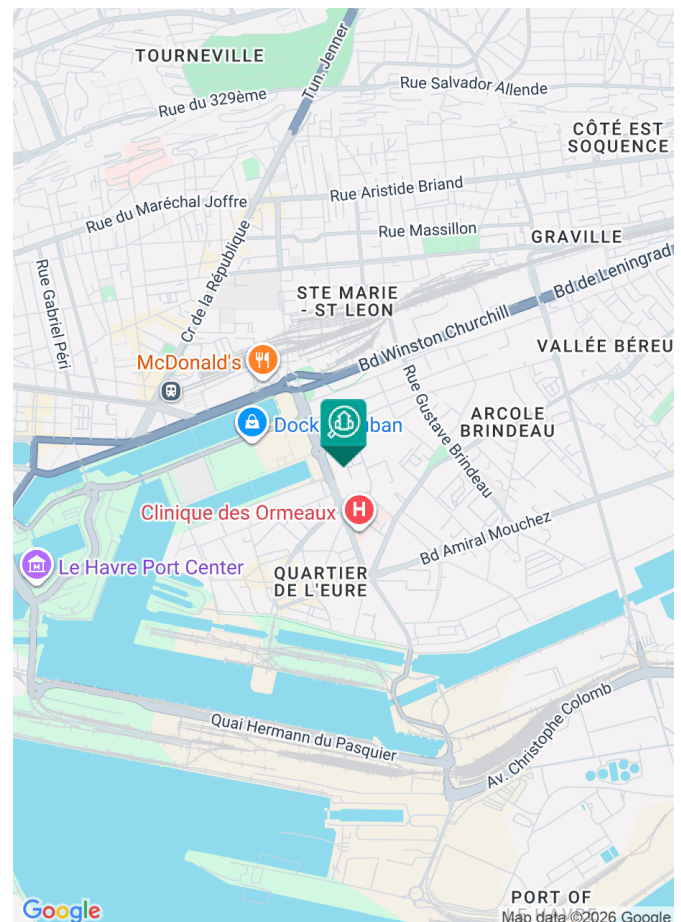 TOURNEVILLE
Tun. Jenner
Rue Salvador Allende
Rue du 329ème
CÔTÉ EST
SOQUENCE
Rue Aristide Briand
Rue du Maréchal Joffre
Rue Massillon
GRAVILLE
Cr de la République
Rue Gabriel Péri
Bd de Leningrad
STE MARIE
- ST LEON
Bd Winston Churchill
VALLÉE BÉREU
McDonald's
Rue Gustave Brindeau
ARCOLE
BRINDEAU
Dock uban
Clinique des Ormeaux
H
Bd Amiral Mouchez
Le Havre Port Center
QUARTIER
DE L'EURE
Quai Hermann du Pasquier
Av. Christophe Colomb
PORT OF
Google
Map data ©2026 Google